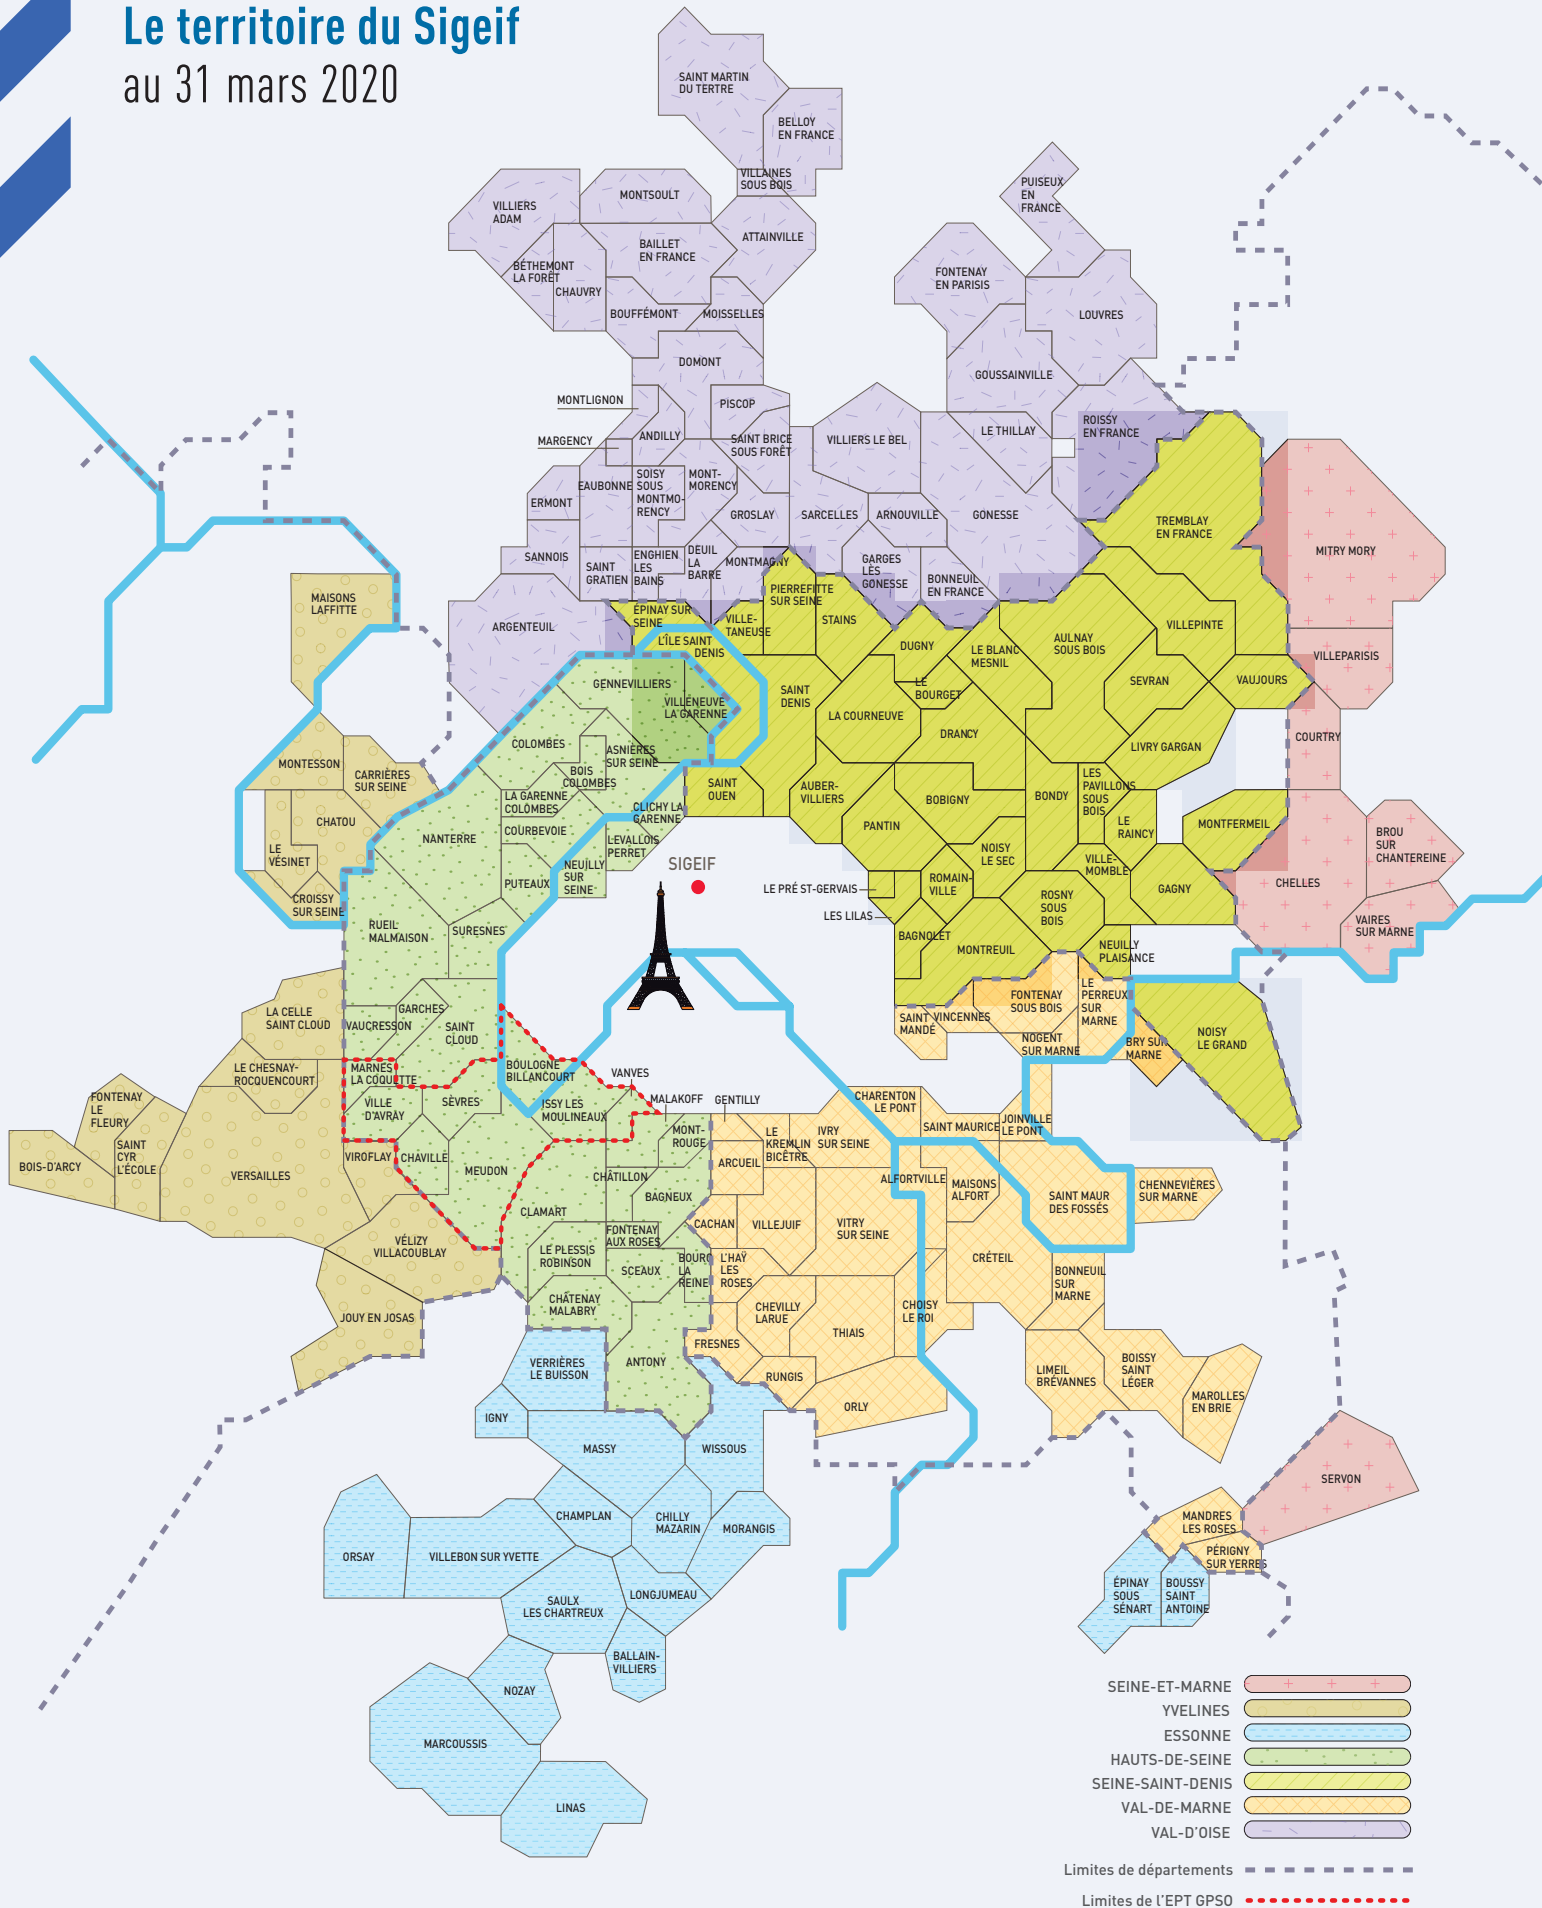 Le territoire du Sigeif
au 31 mars 2020
SAINT MARTIN
DU TERTRE
BELLOY
EN FRANCE
VILLAINES
SOUS BOIS
VILLIERS
ADAM
MONTSOULT
ATTAINVILLE
BAILLET
EN FRANCE
BÉTHEMONT
LA FORÊT
CHAUVRY
BOUFFÉMONT
MOISSELLES
DOMONT
PUISEUX
EN
FRANCE
FONTENAY
EN PARISIS
LOUVRES
GOUSSAINVILLE
MONTLIGNON
MARGENCY
ANDILLY
PISCOP
SAINT BRICE
SOUS FORÊT
VILLIERS LE BEL
LE THILLAY
ROISSY
EN FRANCE
EAUBONNE
SOISY
SOUS
MONTMO-
RENCY
MONT-
MORENCY
ERMONT
GROSLAY
SARCELLES
ARNOUVILLE
GONESSE
SANNOIS
SAINT
GRATIEN
ENGHIEN
LES
BAINS
DEUIL
LA
BARRE
MONTMAGNY
GARGES
LÈS
GONESSE
BONNEUIL
EN FRANCE
ARGENTEUIL
TREMBLAY
EN FRANCE
MITRY MORY
MAISONS
LAFFITTE
PIERREFITTE
SUR SEINE
ÉPINAY SUR
SEINE
VILLE-
TANEUSE
STAINS
L'ÎLE SAINT
DENIS
DUGNY
LE BLANC
MESNIL
AULNAY
SOUS BOIS
VILLEPINTE
VILLEPARISIS
GENNEVILLIERS
VILLENEUVE
LA GARENNE
SAINT
DENIS
LE
BOURGET
SEVRAN
VAUJOURS
LA COURNEUVE
DRANCY
COURTRY
COLOMBES
ASNIÈRES
SUR SEINE
LIVRY GARGAN
MONTESSON
CARRIÈRES
SUR SEINE
BOIS
COLOMBES
SAINT
OUEN
AUBER-
VILLIERS
BOBIGNY
BONDY
LES
PAVILLONS
SOUS
BOIS
LA GARENNE
COLOMBES
CLICHY LA
GARENNE
CHATOU
NANTERRE
COURBEVOIE
LEVALLOIS
PERRET
PANTIN
LE
RAINCY
MONTFERMEIL
BROU
SUR
CHANTEREINE
LE
VÉSINET
NEUILLY
SUR
SEINE
PUTEAUX
SIGEIF
NOISY
LE SEC
VILLE-
MOMBLE
GAGNY
CHELLES
LE PRÉ ST-GERVAIS
ROMAIN-
VILLE
ROSNY
SOUS
BOIS
CROISSY
SUR SEINE
LES LILAS
VAIRES
SUR MARNE
RUEIL
MALMAISON
SURESNES
BAGNOLET
MONTREUIL
NEUILLY
PLAISANCE
LA CELLE
SAINT CLOUD
GARCHES
VAUCRESSON
SAINT
CLOUD
SAINT
MANDÉ
VINCENNES
FONTENAY
SOUS BOIS
LE
PERREUX
SUR
MARNE
NOGENT
SUR MARNE
BRY SUR
MARNE
NOISY
LE GRAND
LE CHESNAY-
ROCQUENCOURT
MARNES
LA COQUETTE
BOULOGNE
BILLANCOURT
VANVES
FONTENAY
LE
FLEURY
VILLE
D'AVRAY
SÈVRES
ISSY LES
MOULINEAUX
MALAKOFF
GENTILLY
CHARENTON
LE PONT
SAINT MAURICE
JOINVILLE
LE PONT
SAINT
CYR
L'ÉCOLE
MONT-
ROUGE
LE
KREMLIN
BICÊTRE
IVRY
SUR SEINE
BOIS-D'ARCY
VERSAILLES
VIROFLAY
CHAVILLE
MEUDON
CHÂTILLON
ARCUEIL
ALFORTVILLE
MAISONS
ALFORT
CHENNEVIÈRES
SUR MARNE
BAGNEUX
SAINT MAUR
DES FOSSÉS
CLAMART
CACHAN
VILLEJUIF
VITRY
SUR SEINE
VÉLIZY
VILLACOUBLAY
FONTENAY
AUX ROSES
LE PLESSIS
ROBINSON
SCEAUX
BOURG
LA
REINE
L'HAŸ
LES
ROSES
CRÉTEIL
BONNEUIL
SUR
MARNE
CHÂTENAY
MALABRY
CHEVILLY
LARUE
CHOISY
LE ROI
JOUY EN JOSAS
THIAIS
FRESNES
VERRIÈRES
LE BUISSON
ANTONY
RUNGIS
LIMEIL
BRÉVANNES
BOISSY
SAINT
LÉGER
MAROLLES
EN BRIE
IGNY
ORLY
MASSY
WISSOUS
SERVON
CHAMPLAN
CHILLY
MAZARIN
MORANGIS
MANDRES
LES ROSES
ORSAY
VILLEBON SUR YVETTE
PÉRIGNY
SUR YERRES
SAULX
LES CHARTREUX
LONGJUMEAU
ÉPINAY
SOUS
SÉNART
BOUSSY
SAINT
ANTOINE
BALLAIN-
VILLIERS
NOZAY
MARCOUSSIS
LINAS
SEINE-ET-MARNE
YVELINES
ESSONNE
HAUTS-DE-SEINE
SEINE-SAINT-DENIS
VAL-DE-MARNE
VAL-D'OISE
Limites de départements
Limites de l'EPT GPSO